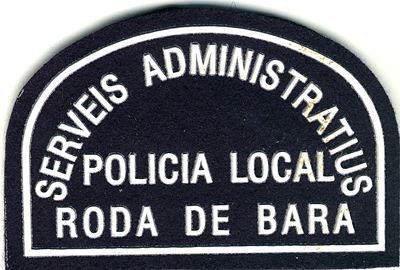 SERVEIS ADMINISTRATIUS
POLICIA LOCAL
RODA DE BARA